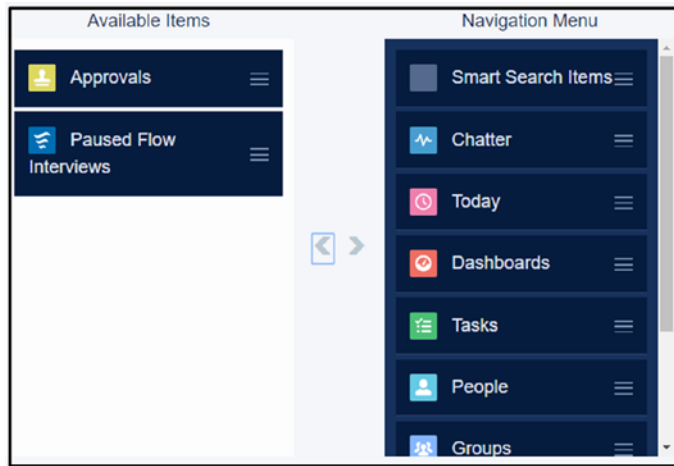 Available Items
Navigation Menu
Approvals
Paused Flow
Interviews
Smart Search Items
Chatter
Today
Dashboards
Tasks
People
Groups